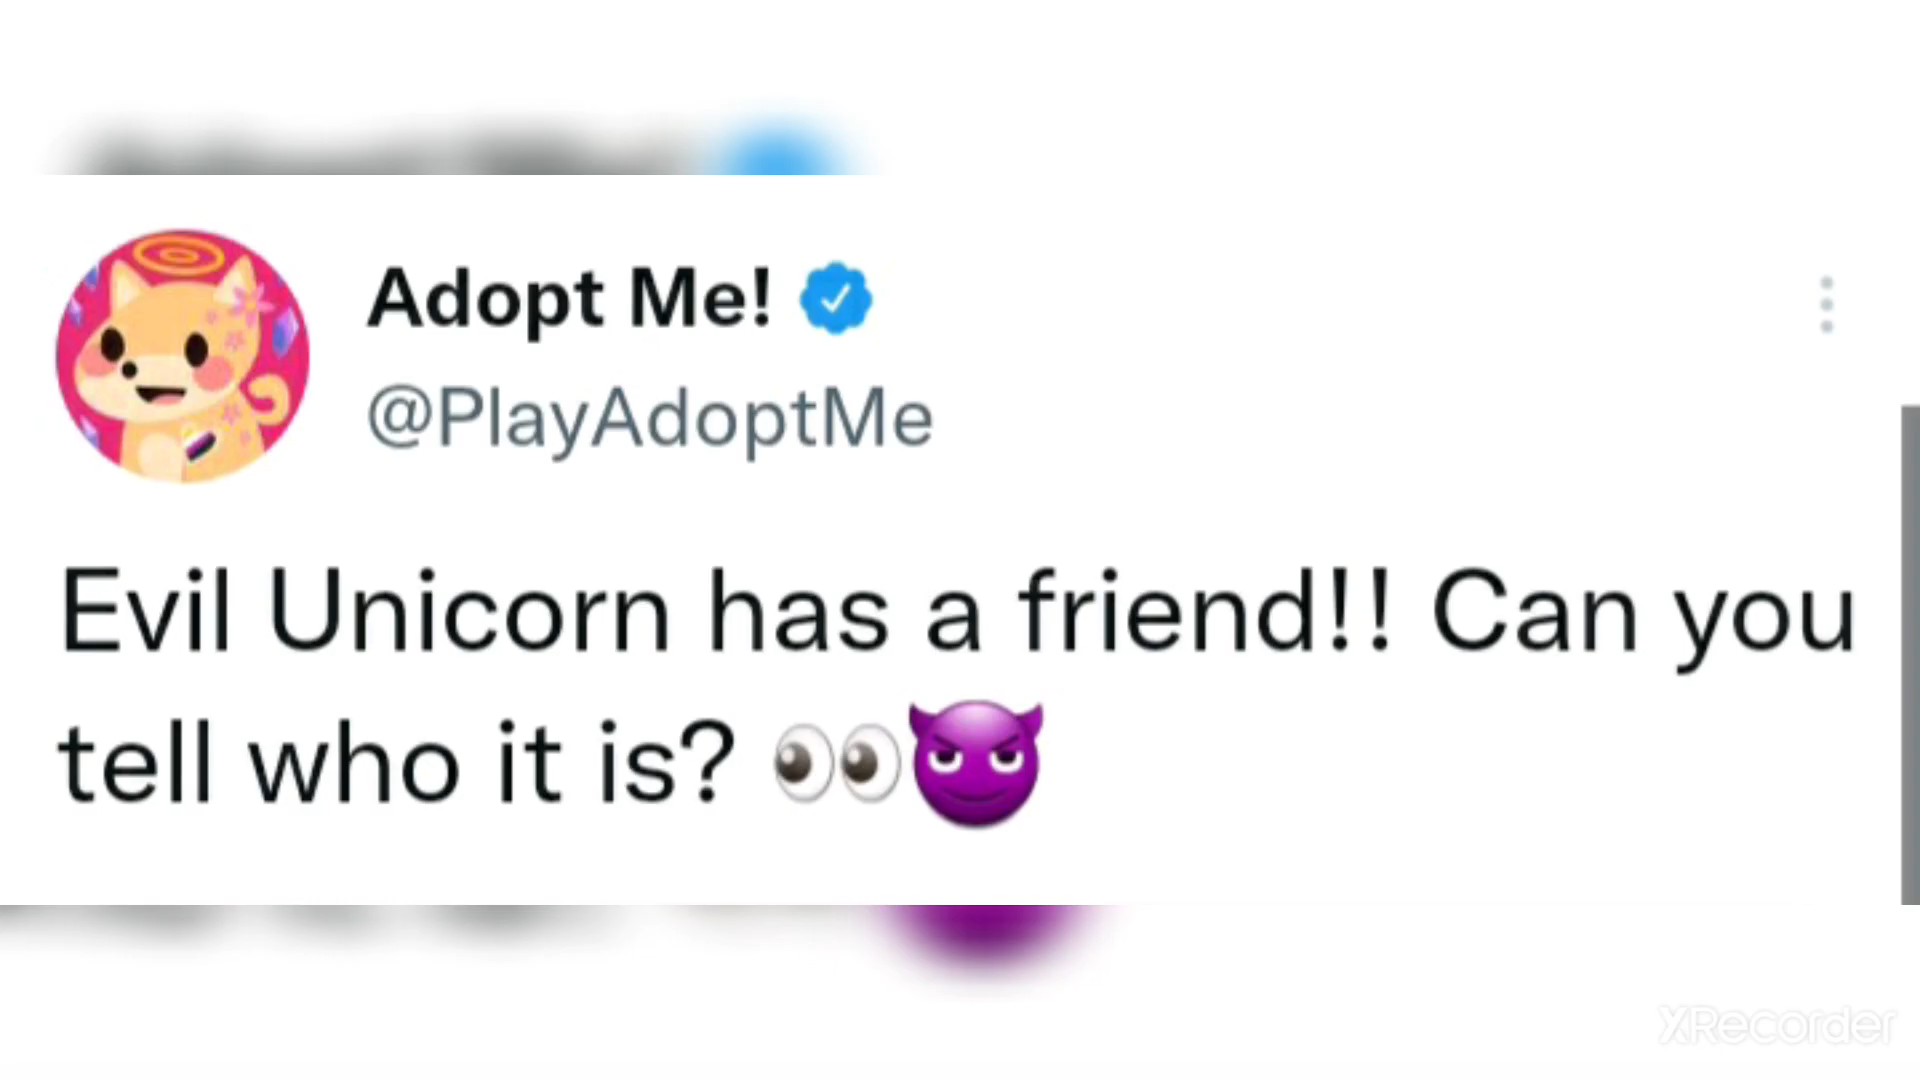 Adopt Me!
@PlayAdoptMe
Evil Unicorn has a friend!! Can you
tell who it is? 👀😈
XRecorder